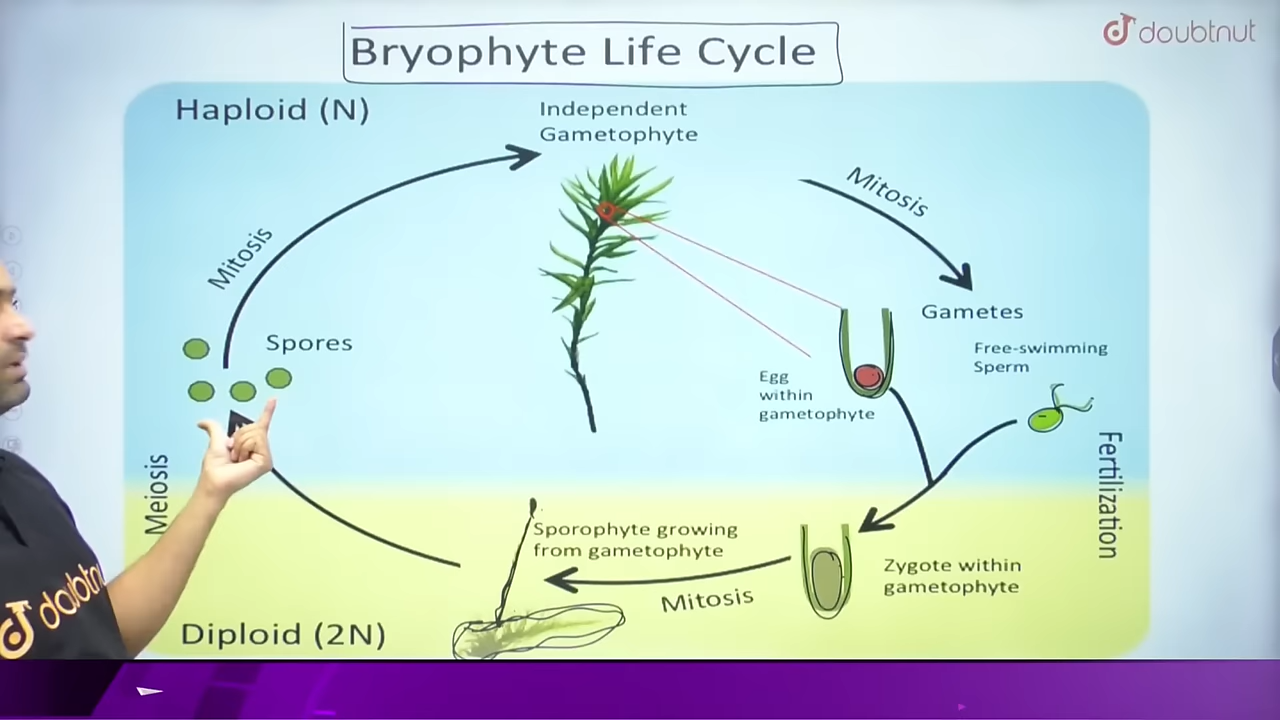 Bryophyte Life Cycle
doubtnut
Haploid (N)
Independent
Gametophyte
Mitosis
Mitosis
Gametes
Spores
Free-swimming
Sperm
Egg
within
gametophyte
Meiosis
Fertilization
Sporophyte growing
from gametophyte
Zygote within
gametophyte
Mitosis
Diploid (2N)
doubtnu